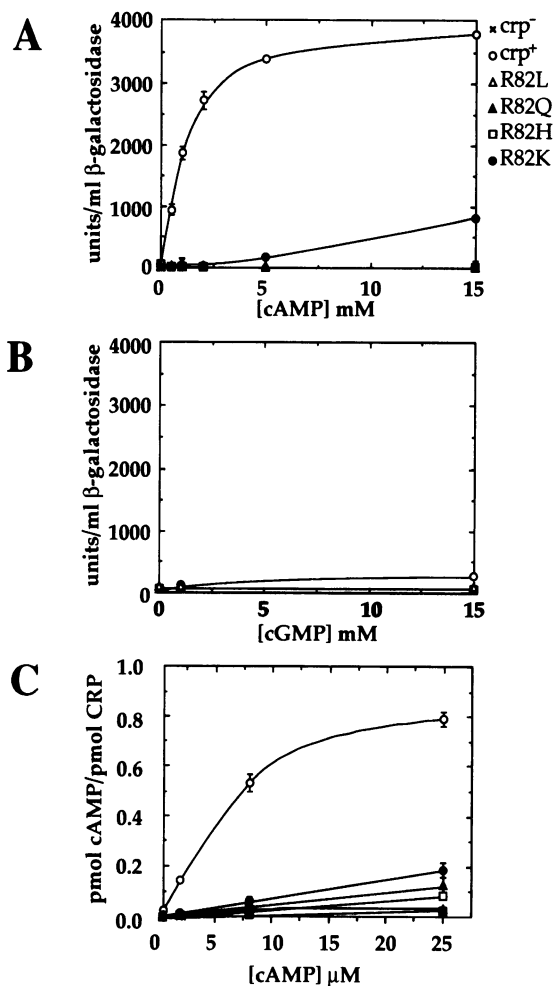 A
units/ml β-galactosidase
4000
3000
2000
1000
0
0 5 10 15
[cAMP] mM
crp⁻
crp⁺
R82L
R82Q
R82H
R82K
B
units/ml β-galactosidase
4000
3000
2000
1000
0
0 5 10 15
[cGMP] mM
C
pmol cAMP/pmol CRP
1.0
0.8
0.6
0.4
0.2
0.0
0 5 10 15 20 25
[cAMP] μM